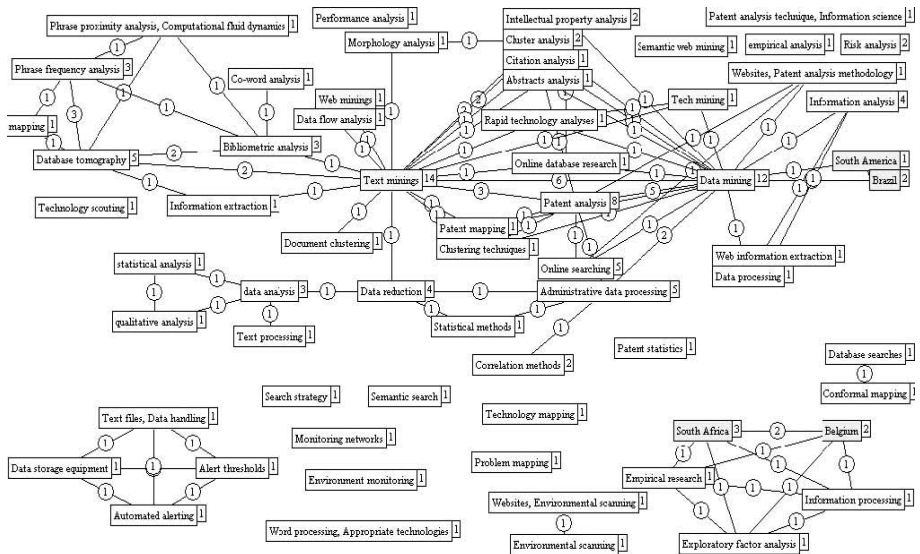 Phrase proximity analysis, Computational fluid dynamics 1
Performance analysis 1
Intellectual property analysis 2
Patent analysis technique, Information science 1
Morphology analysis 1
1
Cluster analysis 2
Semantic web mining 1
empirical analysis 1
Risk analysis 2
Phrase frequency analysis 3
Citation analysis 1
Co-word analysis 1
Abstracts analysis 1
Websites, Patent analysis methodology 1
Web minings 1
Tech mining 1
Information analysis 4
mapping 1
Data flow analysis 1
Rapid technology analyses 1
Bibliometric analysis 3
Database tomography 5
Online database research 1
South America 1
Text minings 14
6
Data mining 12
Brazil 2
Technology scouting 1
Information extraction 1
3
Patent analysis 8
5
Patent mapping 1
Document clustering 1
Clustering techniques 1
Web information extraction 1
statistical analysis 1
Online searching 5
Data processing 1
data analysis 3
1
Data reduction 4
1
Administrative data processing 5
qualitative analysis 1
Statistical methods 1
Text processing 1
1
Patent statistics 1
Database searches 1
Correlation methods 2
1
Search strategy 1
Semantic search 1
Conformal mapping 1
Text files, Data handling 1
Technology mapping 1
South Africa 3
2
Belgium 2
Monitoring networks 1
Data storage equipment 1
1
Alert thresholds 1
Problem mapping 1
Empirical research 1
Environment monitoring 1
Information processing 1
Websites, Environmental scanning 1
Automated alerting 1
1
Word processing, Appropriate technologies 1
Environmental scanning 1
Exploratory factor analysis 1